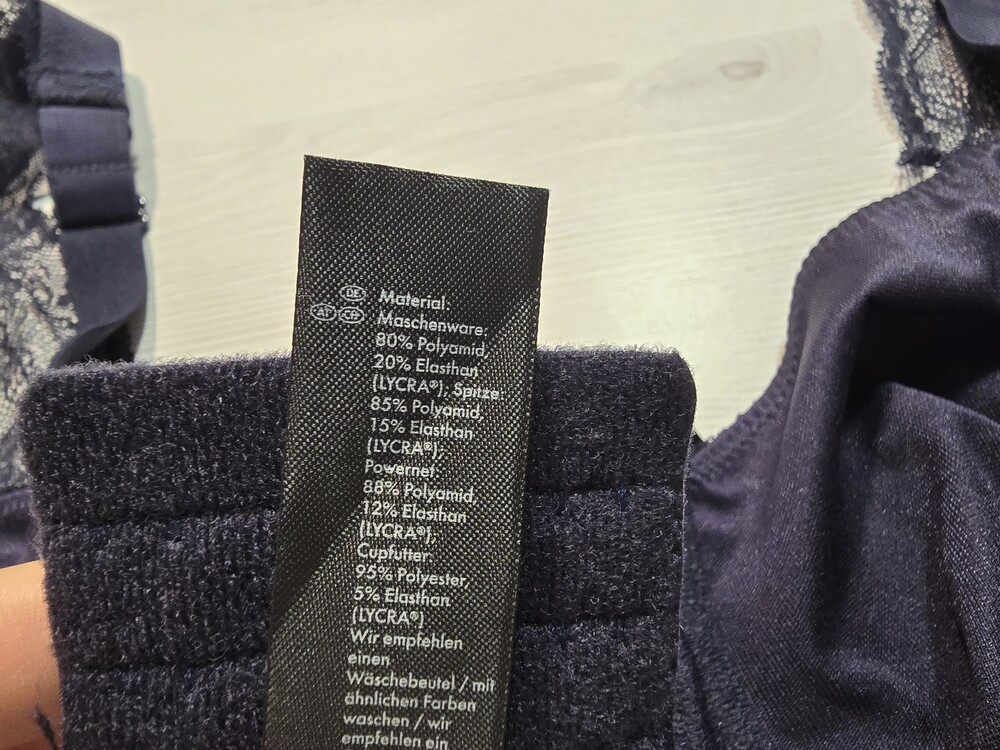 DE Material:
AT CH Maschenware:
80% Polyamid,
20% Elasthan
(LYCRA®); Spitze:
85% Polyamid,
15% Elasthan
(LYCRA®);
Powernet:
88% Polyamid,
12% Elasthan
(LYCRA®);
Cupfutter:
95% Polyester,
5% Elasthan
(LYCRA®)
Wir empfehlen
einen
Wäschebeutel / mit
ähnlichen Farben
waschen / wir
empfehlen ein